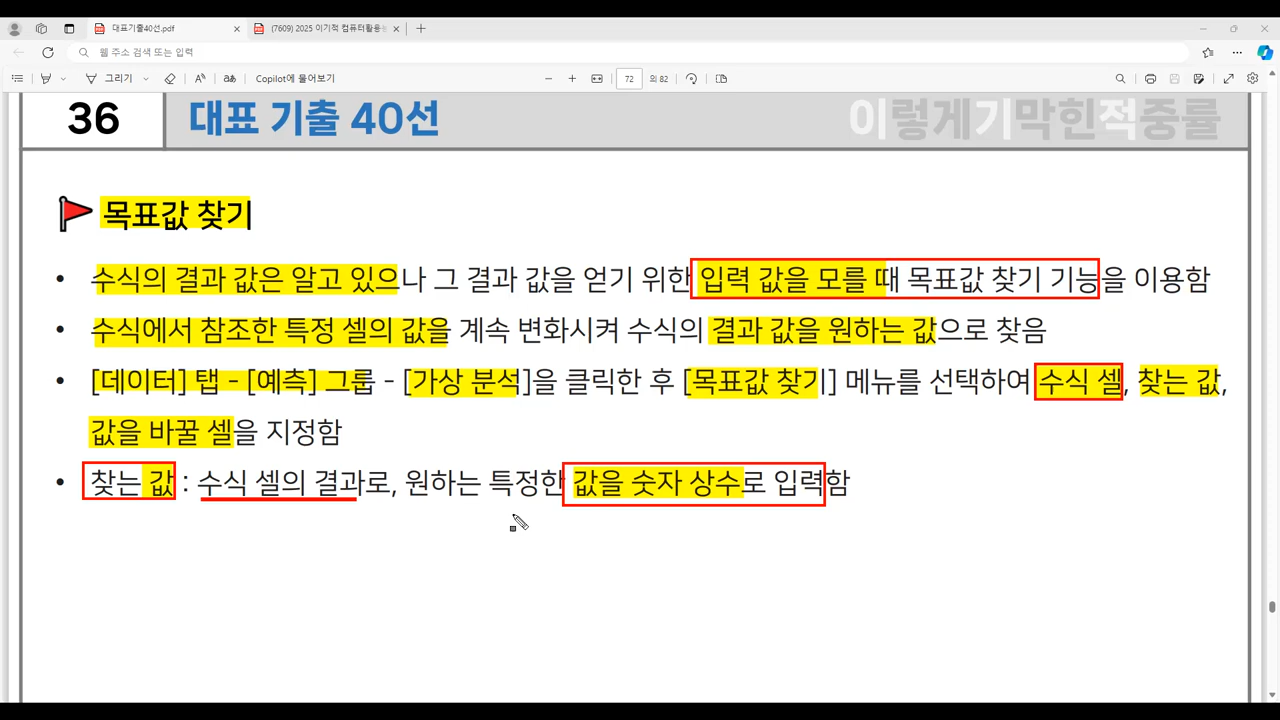 대표기출40선.pdf
(7609) 2025 이기적 컴퓨터활용능
웹 주소 검색 또는 입력
그리기
가あ
Copilot에 물어보기
72 의 82
36
대표 기출 40선
이렇게기막힌적중률
목표값 찾기
• 수식의 결과 값은 알고 있으나 그 결과 값을 얻기 위한 입력 값을 모를 때 목표값 찾기 기능을 이용함
• 수식에서 참조한 특정 셀의 값을 계속 변화시켜 수식의 결과 값을 원하는 값으로 찾음
• [데이터] 탭 - [예측] 그룹 - [가상 분석]을 클릭한 후 [목표값 찾기] 메뉴를 선택하여 수식 셀, 찾는 값,
값을 바꿀 셀을 지정함
• 찾는 값 : 수식 셀의 결과로, 원하는 특정한 값을 숫자 상수로 입력함